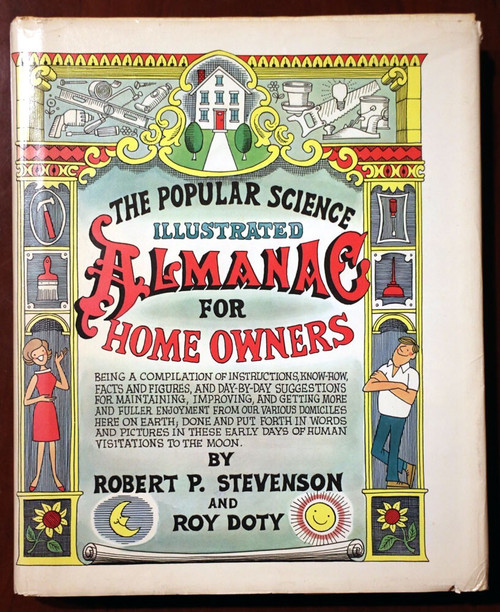 THE POPULAR SCIENCE
ILLUSTRATED
ALMANAC
FOR
HOME OWNERS
BEING A COMPILATION OF INSTRUCTIONS, KNOW-HOW,
FACTS AND FIGURES, AND DAY-BY-DAY SUGGESTIONS
FOR MAINTAINING, IMPROVING, AND GETTING MORE
AND FULLER ENJOYMENT FROM OUR VARIOUS DOMICILES
HERE ON EARTH; DONE AND PUT FORTH IN WORDS
AND PICTURES IN THESE EARLY DAYS OF HUMAN
VISITATIONS TO THE MOON.
BY
ROBERT P. STEVENSON
AND
ROY DOTY